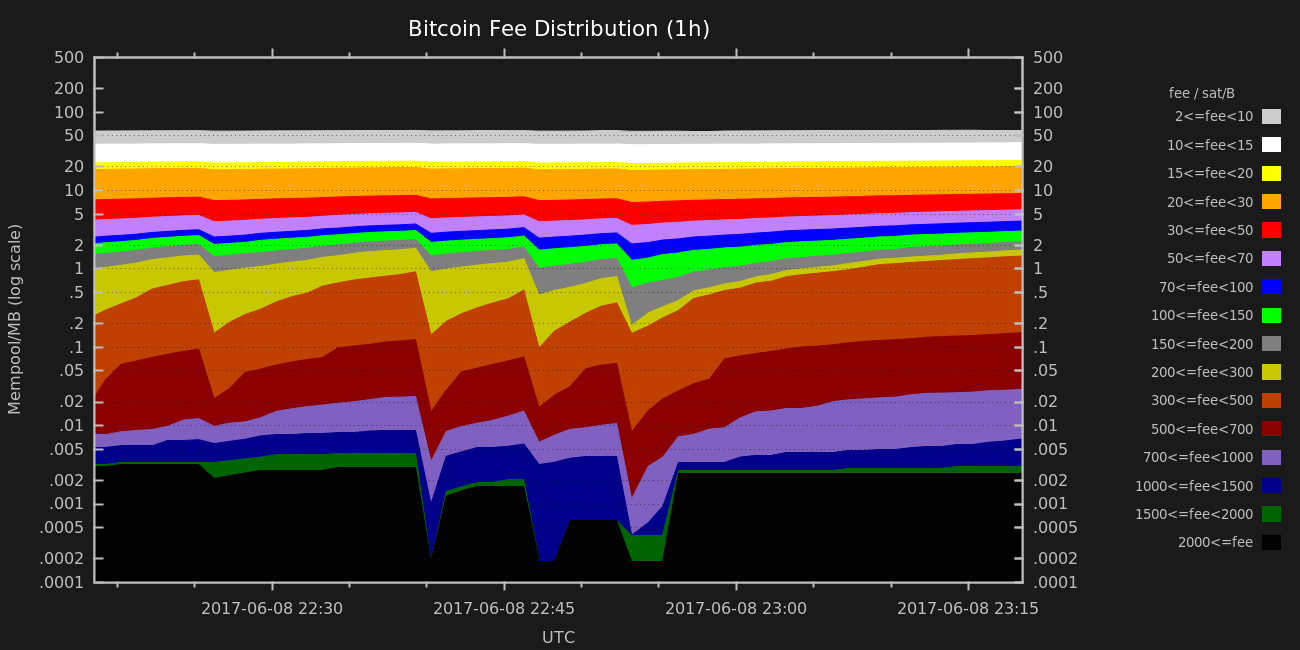 Bitcoin Fee Distribution (1h)
500
200
100
50
20
10
5
2
1
.5
.2
.1
.05
.02
.01
.005
.002
.001
.0005
.0002
.0001
Mempool/MB (log scale)
500
200
100
50
20
10
5
2
1
.5
.2
.1
.05
.02
.01
.005
.002
.001
.0005
.0002
.0001
2017-06-08 22:30
2017-06-08 22:45
2017-06-08 23:00
2017-06-08 23:15
UTC
fee / sat/B
2<=fee<10
10<=fee<15
15<=fee<20
20<=fee<30
30<=fee<50
50<=fee<70
70<=fee<100
100<=fee<150
150<=fee<200
200<=fee<300
300<=fee<500
500<=fee<700
700<=fee<1000
1000<=fee<1500
1500<=fee<2000
2000<=fee